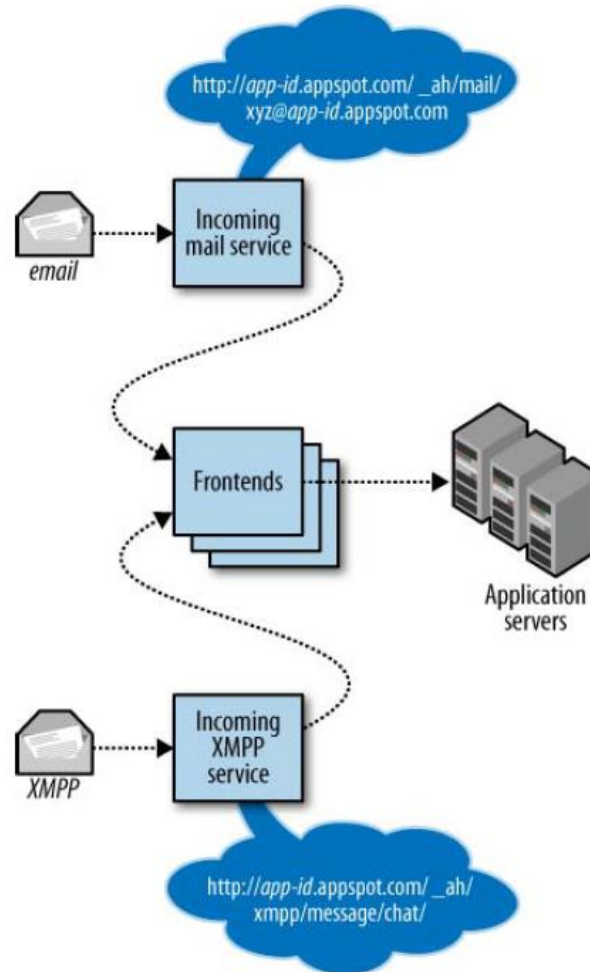 http://app-id.appspot.com/ _ah/mail/
xyz@app-id.appspot.com
Incoming
mail service
email
Frontends
Application
servers
Incoming
XMPP
service
XMPP
http://app-id.appspot.com/ _ah/
xmpp/message/chat/